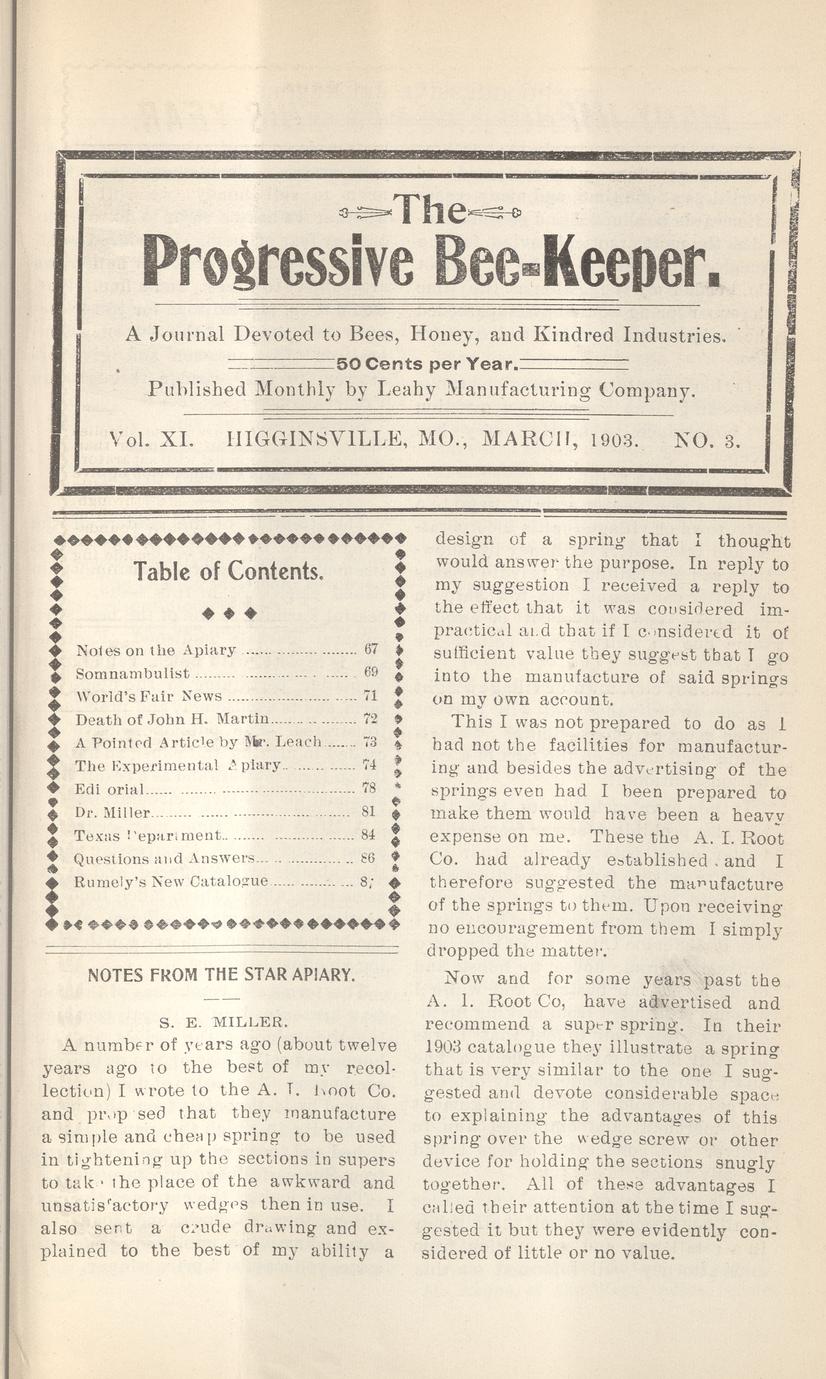 The
Progressive Bee-Keeper.
A Journal Devoted to Bees, Honey, and Kindred Industries.
50 Cents per Year.
Published Monthly by Leahy Manufacturing Company.
Vol. XI. HIGGINSVILLE, MO., MARCH, 1903. NO. 3.
Table of Contents.
Notes on the Apiary 67
Somnambulist 69
World's Fair News 71
Death of John H. Martin 72
A Pointed Article by Mr. Leach 73
The Experimental Apiary 74
Edi orial 78
Dr. Miller 81
Texas Department 84
Questions and Answers 86
Rumely's New Catalogue
NOTES FROM THE STAR APIARY.
S. E. MILLER.
A number of years ago (about twelve
years ago to the best of my recol-
lection) I wrote to the A. I. Root Co.
and prop sed that they manufacture
a simple and cheap spring to be used
in tightening up the sections in supers
to take the place of the awkward and
unsatisfactory wedges then in use. I
also sent a crude drawing and ex-
plained to the best of my ability a
design of a spring that I thought
would answer the purpose. In reply to
my suggestion I received a reply to
the effect that it was considered im-
practical and that if I considered it of
sufficient value they suggest that I go
into the manufacture of said springs
on my own account.
This I was not prepared to do as I
had not the facilities for manufactur-
ing and besides the advertising of the
springs even had I been prepared to
make them would have been a heavy
expense on me. These the A. I. Root
Co. had already established and I
therefore suggested the manufacture
of the springs to them. Upon receiving
no encouragement from them I simply
dropped the matter.
Now and for some years past the
A. I. Root Co, have advertised and
recommend a super spring. In their
1903 catalogue they illustrate a spring
that is very similar to the one I sug-
gested and devote considerable space
to explaining the advantages of this
spring over the wedge screw or other
device for holding the sections snugly
together. All of these advantages I
called their attention at the time I sug-
gested it but they were evidently con-
sidered of little or no value.